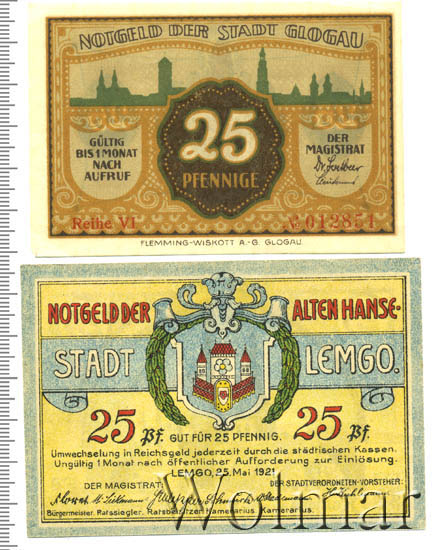 NOTGELD DER STADT GLOGAU
GÜLTIG
BIS 1 MONAT
NACH
AUFRUF
25
PFENNIGE
DER
MAGISTRAT
Reihe VI
№ 012851
FLEMMING-WISKOTT A.-G. GLOGAU
NOTGELD DER ALTEN HANSE-
STADT LEMGO.
25 Pf. 25 Pf.
GUT FÜR 25 PFENNIG.
Umwechselung in Reichsgeld jederzeit durch die städtischen Kassen.
Ungültig 1 Monat nach öffentlicher Aufforderung zur Einlösung.
LEMGO, 25. Mai 1921
DER MAGISTRAT: DER STADTVERORDNETEN-VORSTEHER:
Bürgermeister. Ratssiegler. Ratsbeisitzer. Kamerarius. Kamerarius.
Wolmar